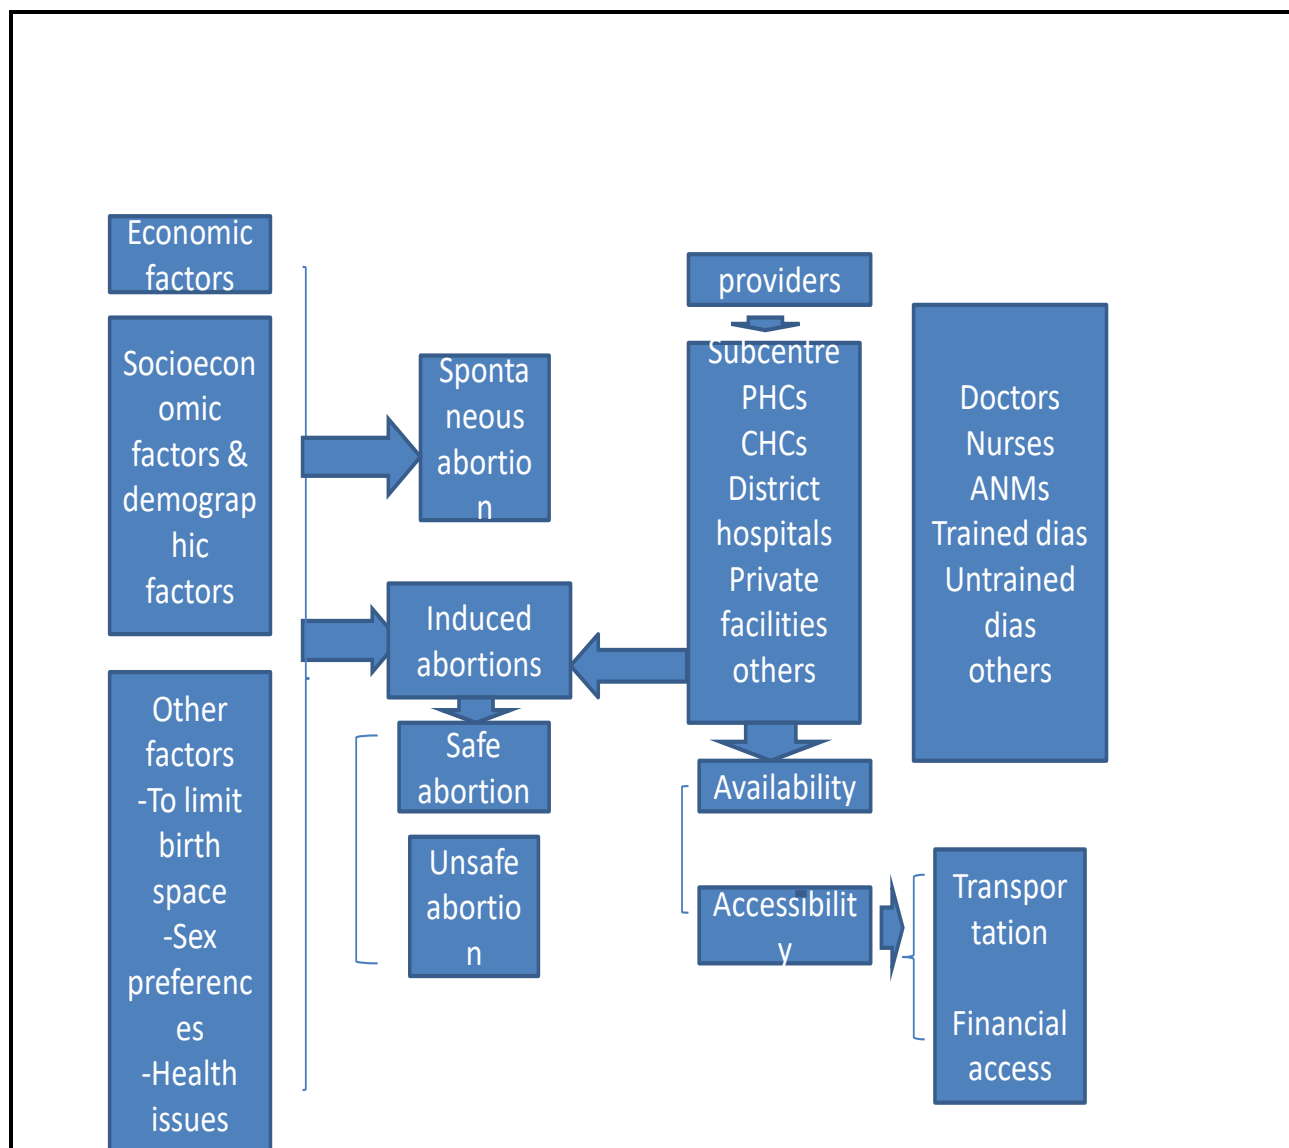 Economic
factors
Socioecon
omic
factors &
demograp
hic
factors
Other
factors
-To limit
birth
space
-Sex
preferenc
es
-Health
issues
Sponta
neous
abortio
n
Induced
abortions
Safe
abortion
Unsafe
abortio
n
providers
Subcentre
PHCs
CHCs
District
hospitals
Private
facilities
others
Availability
Accessibilit
y
Doctors
Nurses
ANMs
Trained dias
Untrained
dias
others
Transpor
tation
Financial
access